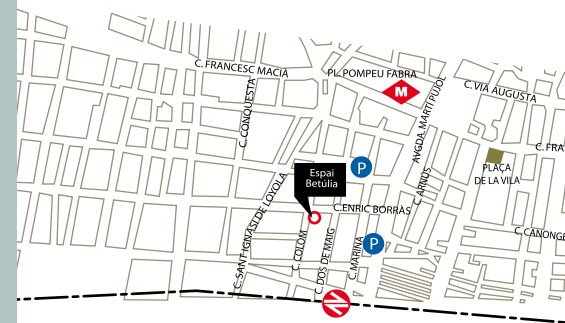 C. FRANCESC MACIÀ
PL. POMPEU FABRA
M
C. VIA AUGUSTA
C. CONQUESTA
AVGDA. MARTÍ PUJOL
C. FRA
P
PLAÇA
DE LA VILA
Espai
Betúlia
C. ARNÚS
C. SANT IGNASI DE LOYOLA
C.ENRIC BORRÀS
C. CANONGE
P
C. COLOM
C. DOS DE MAIG
C. MARINA